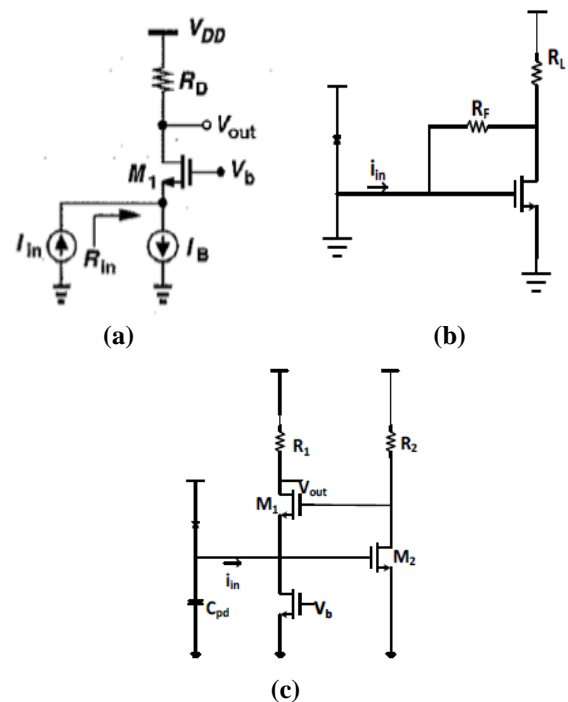 V_DD
R_D
V_out
M_1
V_b
I_in
R_in
I_B
(a)
R_L
R_F
i_in
(b)
R_1
R_2
V_out
M_1
M_2
i_in
C_pd
V_b
(c)